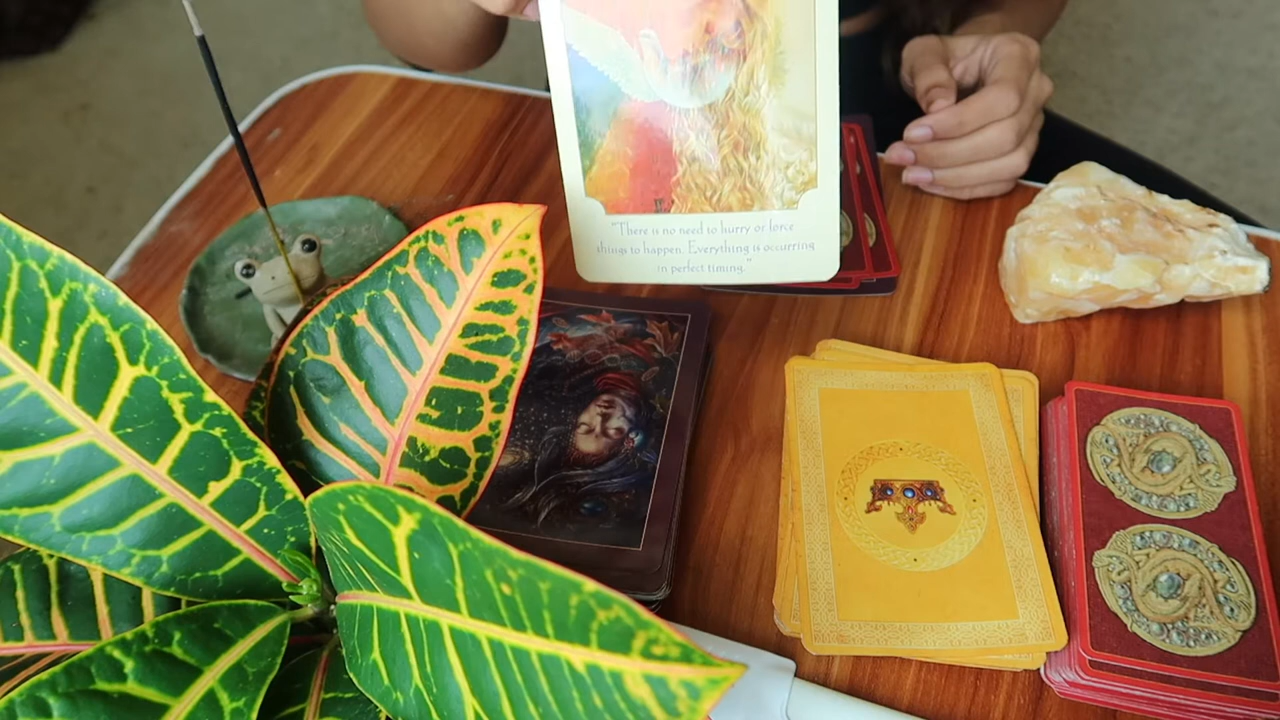 "There is no need to hurry or force
things to happen. Everything is occurring
in perfect timing."